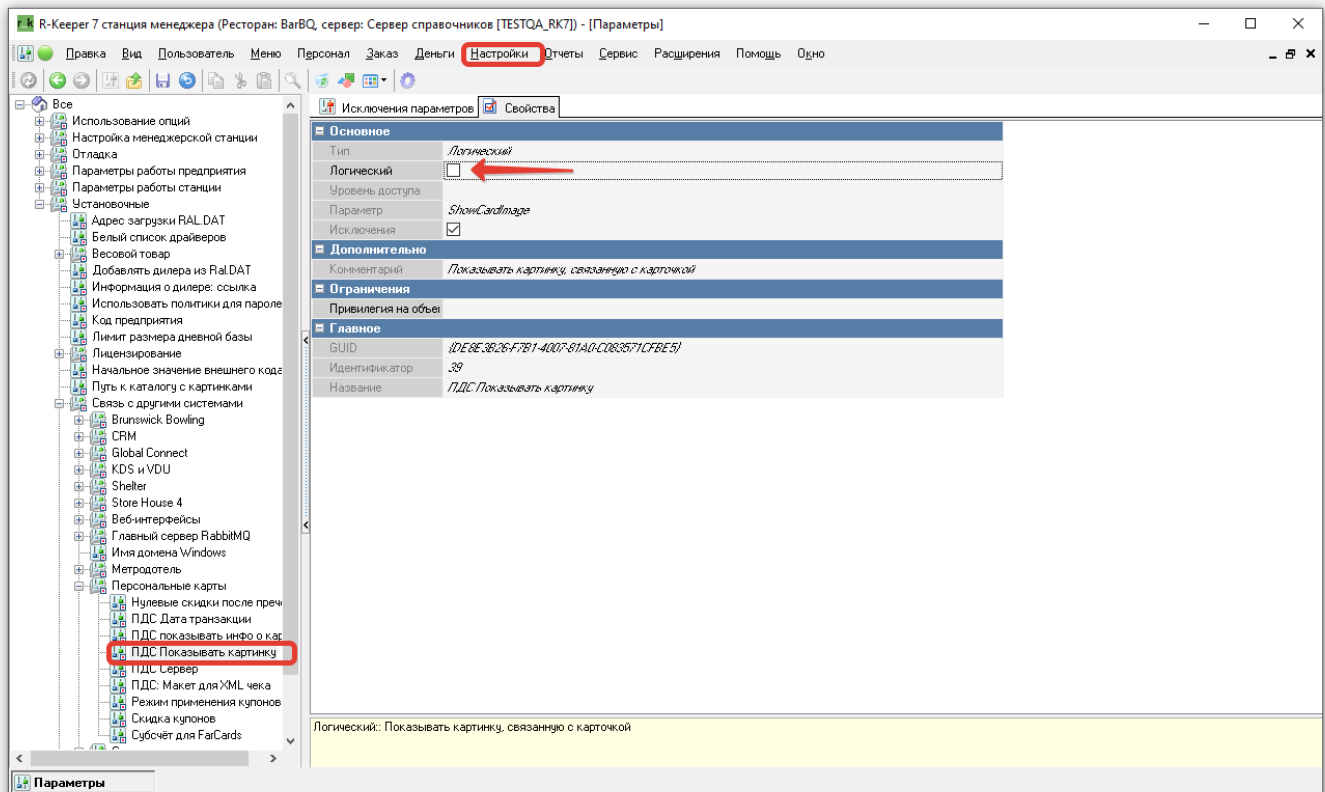 R-Keeper 7 станция менеджера (Ресторан: BarBQ, сервер: Сервер справочников [TESTQA_RK7]) - [Параметры]
Правка Вид Пользователь Меню Персонал Заказ Деньги Настройки Отчеты Сервис Расширения Помощь Окно
Все
Использование опций
Настройка менеджерской станции
Отладка
Параметры работы предприятия
Параметры работы станции
Установочные
Адрес загрузки RAL.DAT
Белый список драйверов
Весовой товар
Добавлять дилера из Ral.DAT
Информация о дилере: ссылка
Использовать политики для пароле
Код предприятия
Лимит размера дневной базы
Лицензирование
Начальное значение внешнего кода
Путь к каталогу с картинками
Связь с другими системами
Brunswick Bowling
CRM
Global Connect
KDS и VDU
Shelter
Store House 4
Веб-интерфейсы
Главный сервер RabbitMQ
Имя домена Windows
Метродотель
Персональные карты
Нулевые скидки после пречe
ПДС Дата транзакции
ПДС показывать инфо о кар
ПДС Показывать картинку
ПДС Сервер
ПДС: Макет для XML чека
Режим применения купонов
Скидка купонов
Субсчёт для FarCards
Исключения параметров Свойства
Основное
Тип Логический
Логический
Уровень доступа
Параметр ShowCardImage
Исключения
Дополнительно
Комментарий Показывать картинку, связанную с карточкой
Ограничения
Привилегия на объек
Главное
GUID {DE8E3B26-F7B1-4007-81A0-C083571CFBE5}
Идентификатор 39
Название ПДС Показывать картинку
Логический:: Показывать картинку, связанную с карточкой
Параметры